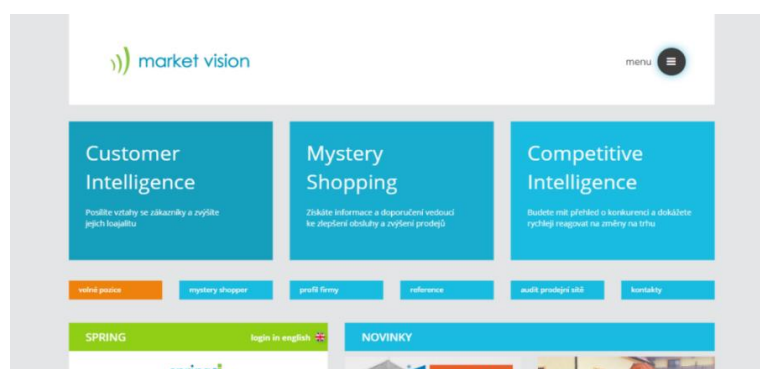 market vision
menu
Customer
Intelligence
Posílíte vztahy se zákazníky a zvýšíte
jejich loajalitu
Mystery
Shopping
Získáte informace a doporučení vedoucí
ke zlepšení obsluhy a zvýšení prodejů
Competitive
Intelligence
Budete mít přehled o konkurenci a dokážete
rychleji reagovat na změny na trhu
volné pozice
mystery shopper
profil firmy
reference
audit prodejní sítě
kontakty
SPRING
login in english
NOVINKY